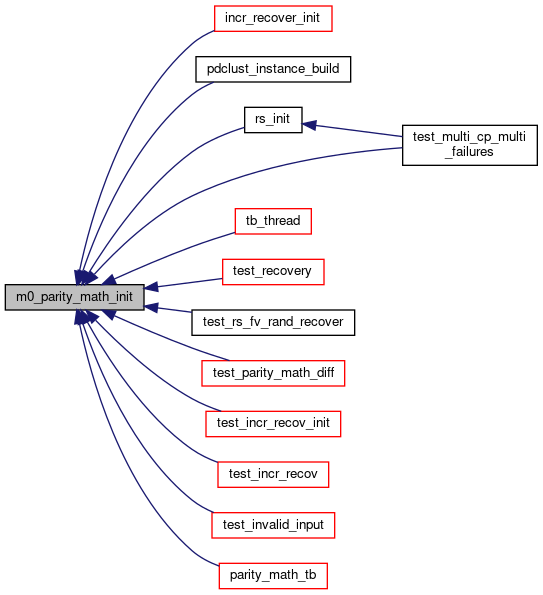 incr_recover_init
pdclust_instance_build
rs_init
test_multi_cp_multi
_failures
tb_thread
test_recovery
m0_parity_math_init
test_rs_fv_rand_recover
test_parity_math_diff
test_incr_recov_init
test_incr_recov
test_invalid_input
parity_math_tb